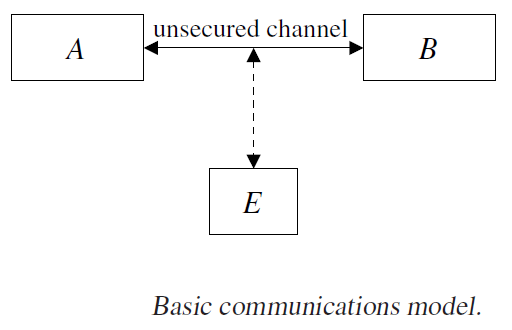 unsecured channel
A
B
E
Basic communications model.